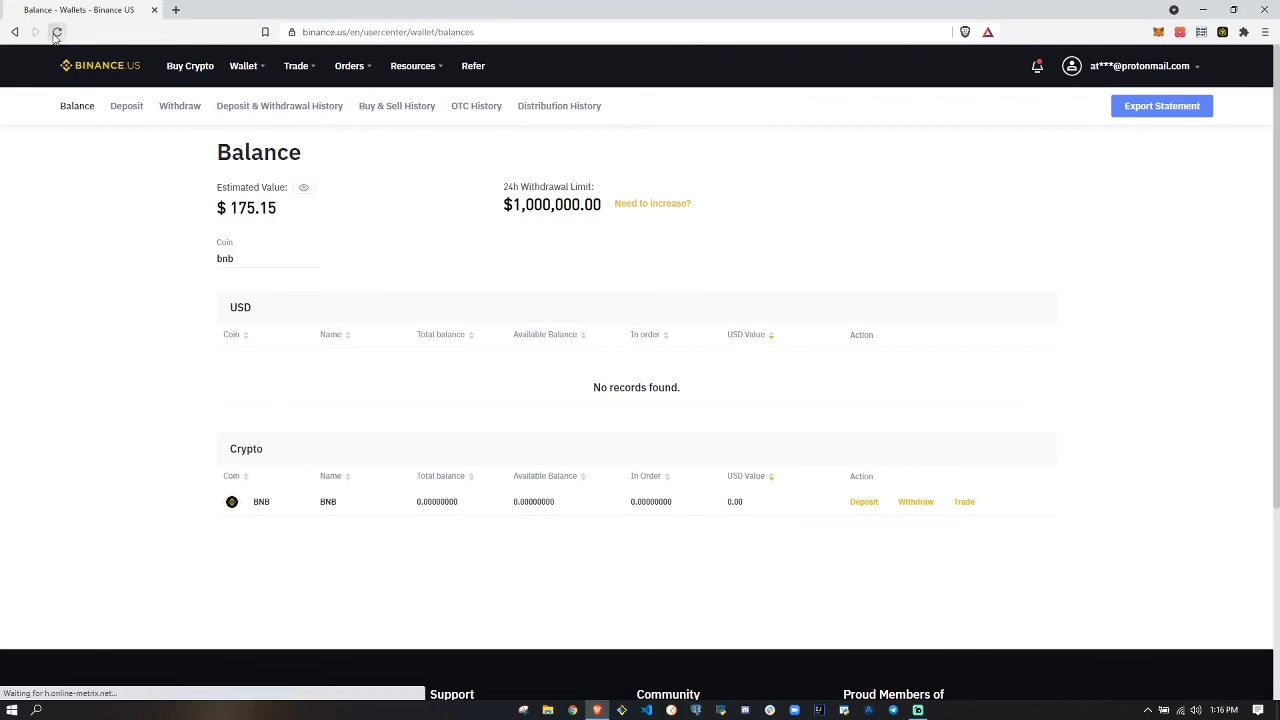 Balance - Wallets - Binance US
binance.us/en/usercenter/wallet/balances
BINANCE.US Buy Crypto Wallet Trade Orders Resources Refer at***@protonmail.com
Balance Deposit Withdraw Deposit & Withdrawal History Buy & Sell History OTC History Distribution History Export Statement
Balance
Estimated Value: 24h Withdrawal Limit:
$ 175.15 $1,000,000.00 Need to increase?
Coin
bnb
USD
Coin Name Total balance Available Balance In order USD Value Action
No records found.
Crypto
Coin Name Total balance Available Balance In Order USD Value Action
BNB BNB 0.00000000 0.00000000 0.00000000 0.00 Deposit Withdraw Trade
Waiting for h.online-metrix.net... Support Community Proud Members of
1:16 PM